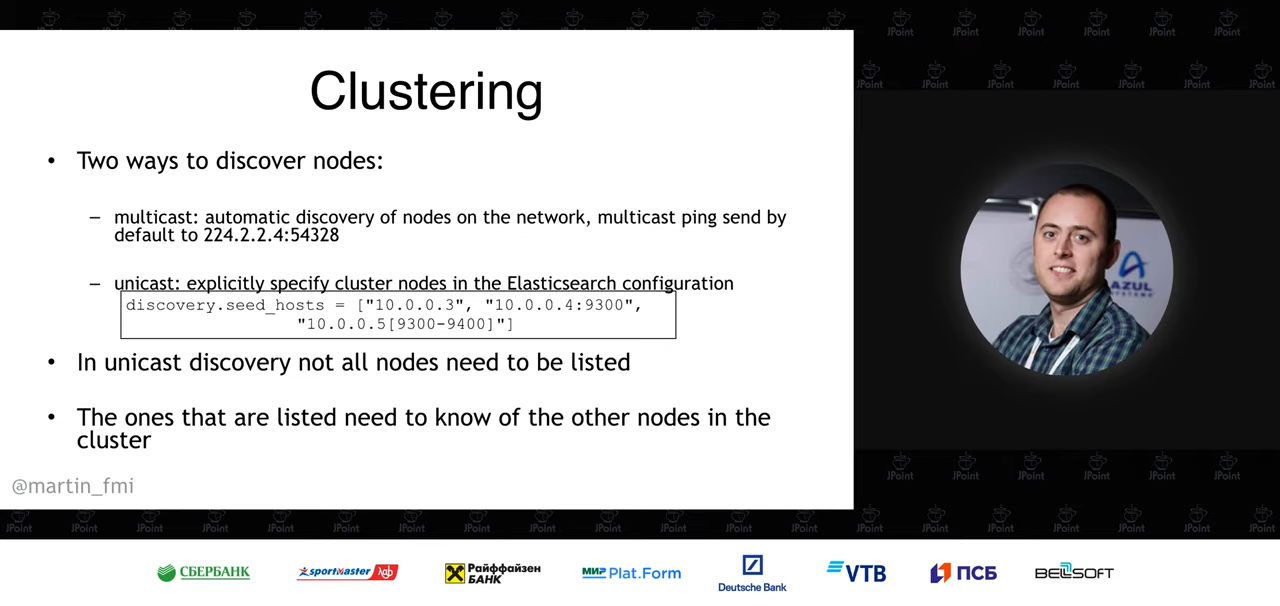 Clustering
• Two ways to discover nodes:
– multicast: automatic discovery of nodes on the network, multicast ping send by
default to 224.2.2.4:54328
– unicast: explicitly specify cluster nodes in the Elasticsearch configuration
discovery.seed_hosts = ["10.0.0.3", "10.0.0.4:9300",
"10.0.0.5[9300-9400]"]
• In unicast discovery not all nodes need to be listed
• The ones that are listed need to know of the other nodes in the
cluster
@martin_fmi
AZUL
SYSTEMS
JPoint
СБЕРБАНК
sportmaster lab
Райффайзен
БАНК
МИР Plat.Form
Deutsche Bank
VTB
ПСБ
BELLSOFT